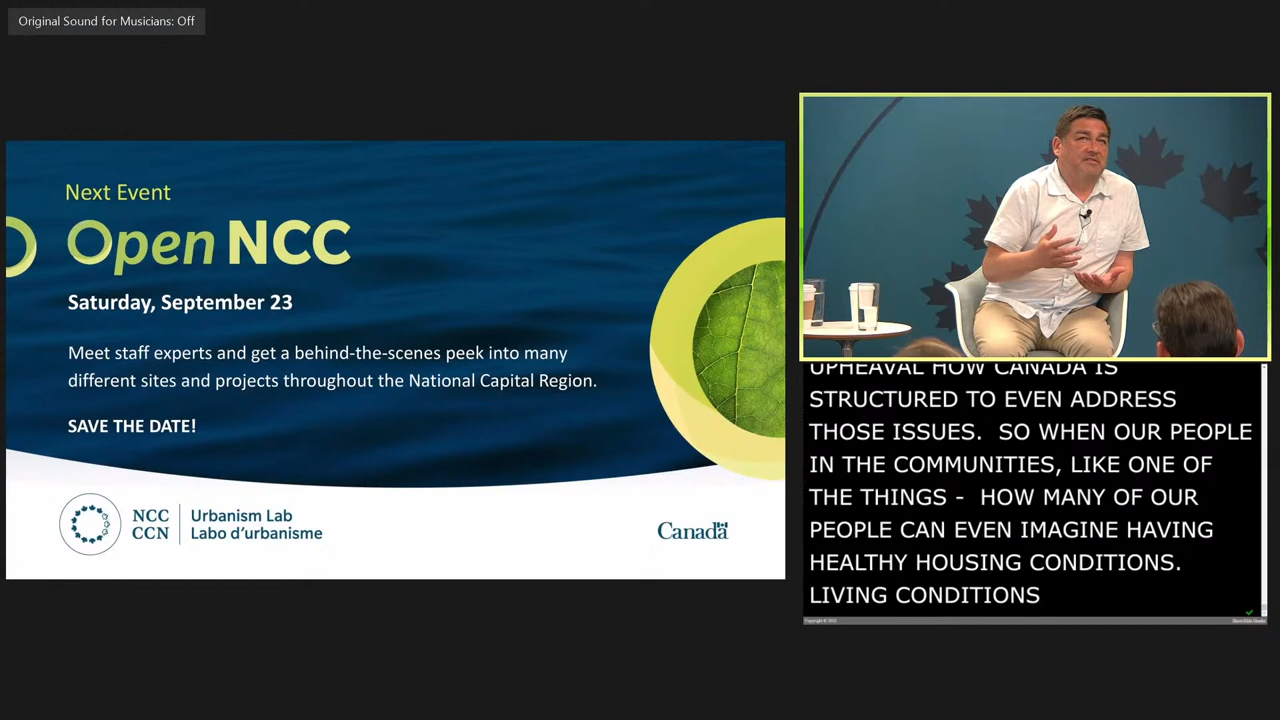 Original Sound for Musicians: Off
Next Event
Open NCC
Saturday, September 23
Meet staff experts and get a behind-the-scenes peek into many
different sites and projects throughout the National Capital Region.
SAVE THE DATE!
NCC
CCN
Urbanism Lab
Labo d'urbanisme
Canada
UPHEAVAL HOW CANADA IS
STRUCTURED TO EVEN ADDRESS
THOSE ISSUES. SO WHEN OUR PEOPLE
IN THE COMMUNITIES, LIKE ONE OF
THE THINGS - HOW MANY OF OUR
PEOPLE CAN EVEN IMAGINE HAVING
HEALTHY HOUSING CONDITIONS.
LIVING CONDITIONS